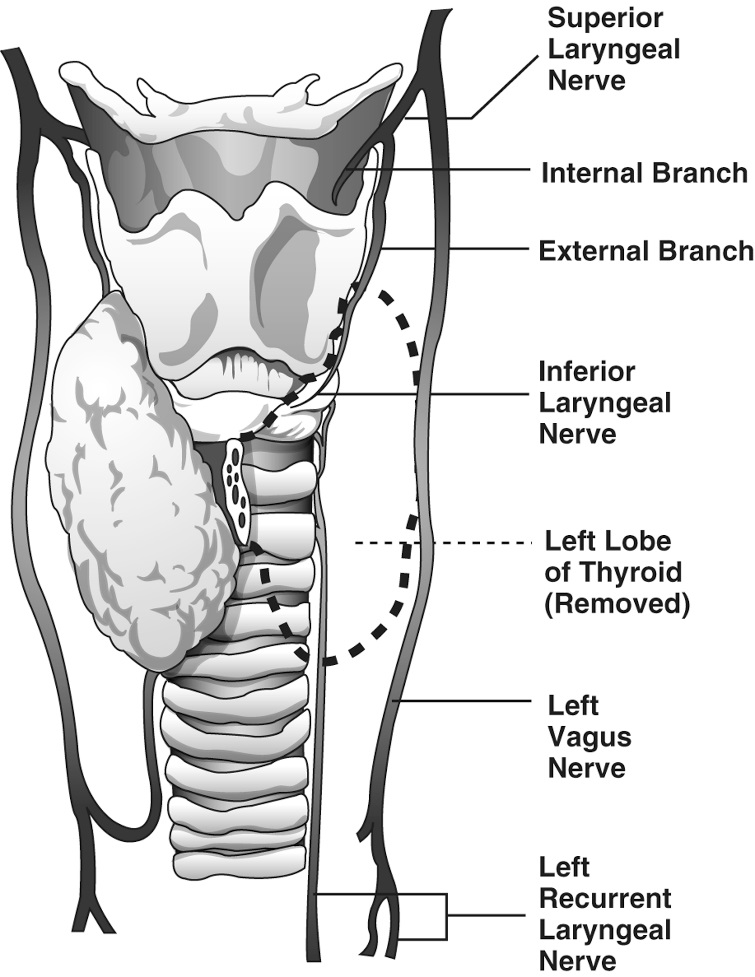 Superior
Laryngeal
Nerve
Internal Branch
External Branch
Inferior
Laryngeal
Nerve
Left Lobe
of Thyroid
(Removed)
Left
Vagus
Nerve
Left
Recurrent
Laryngeal
Nerve